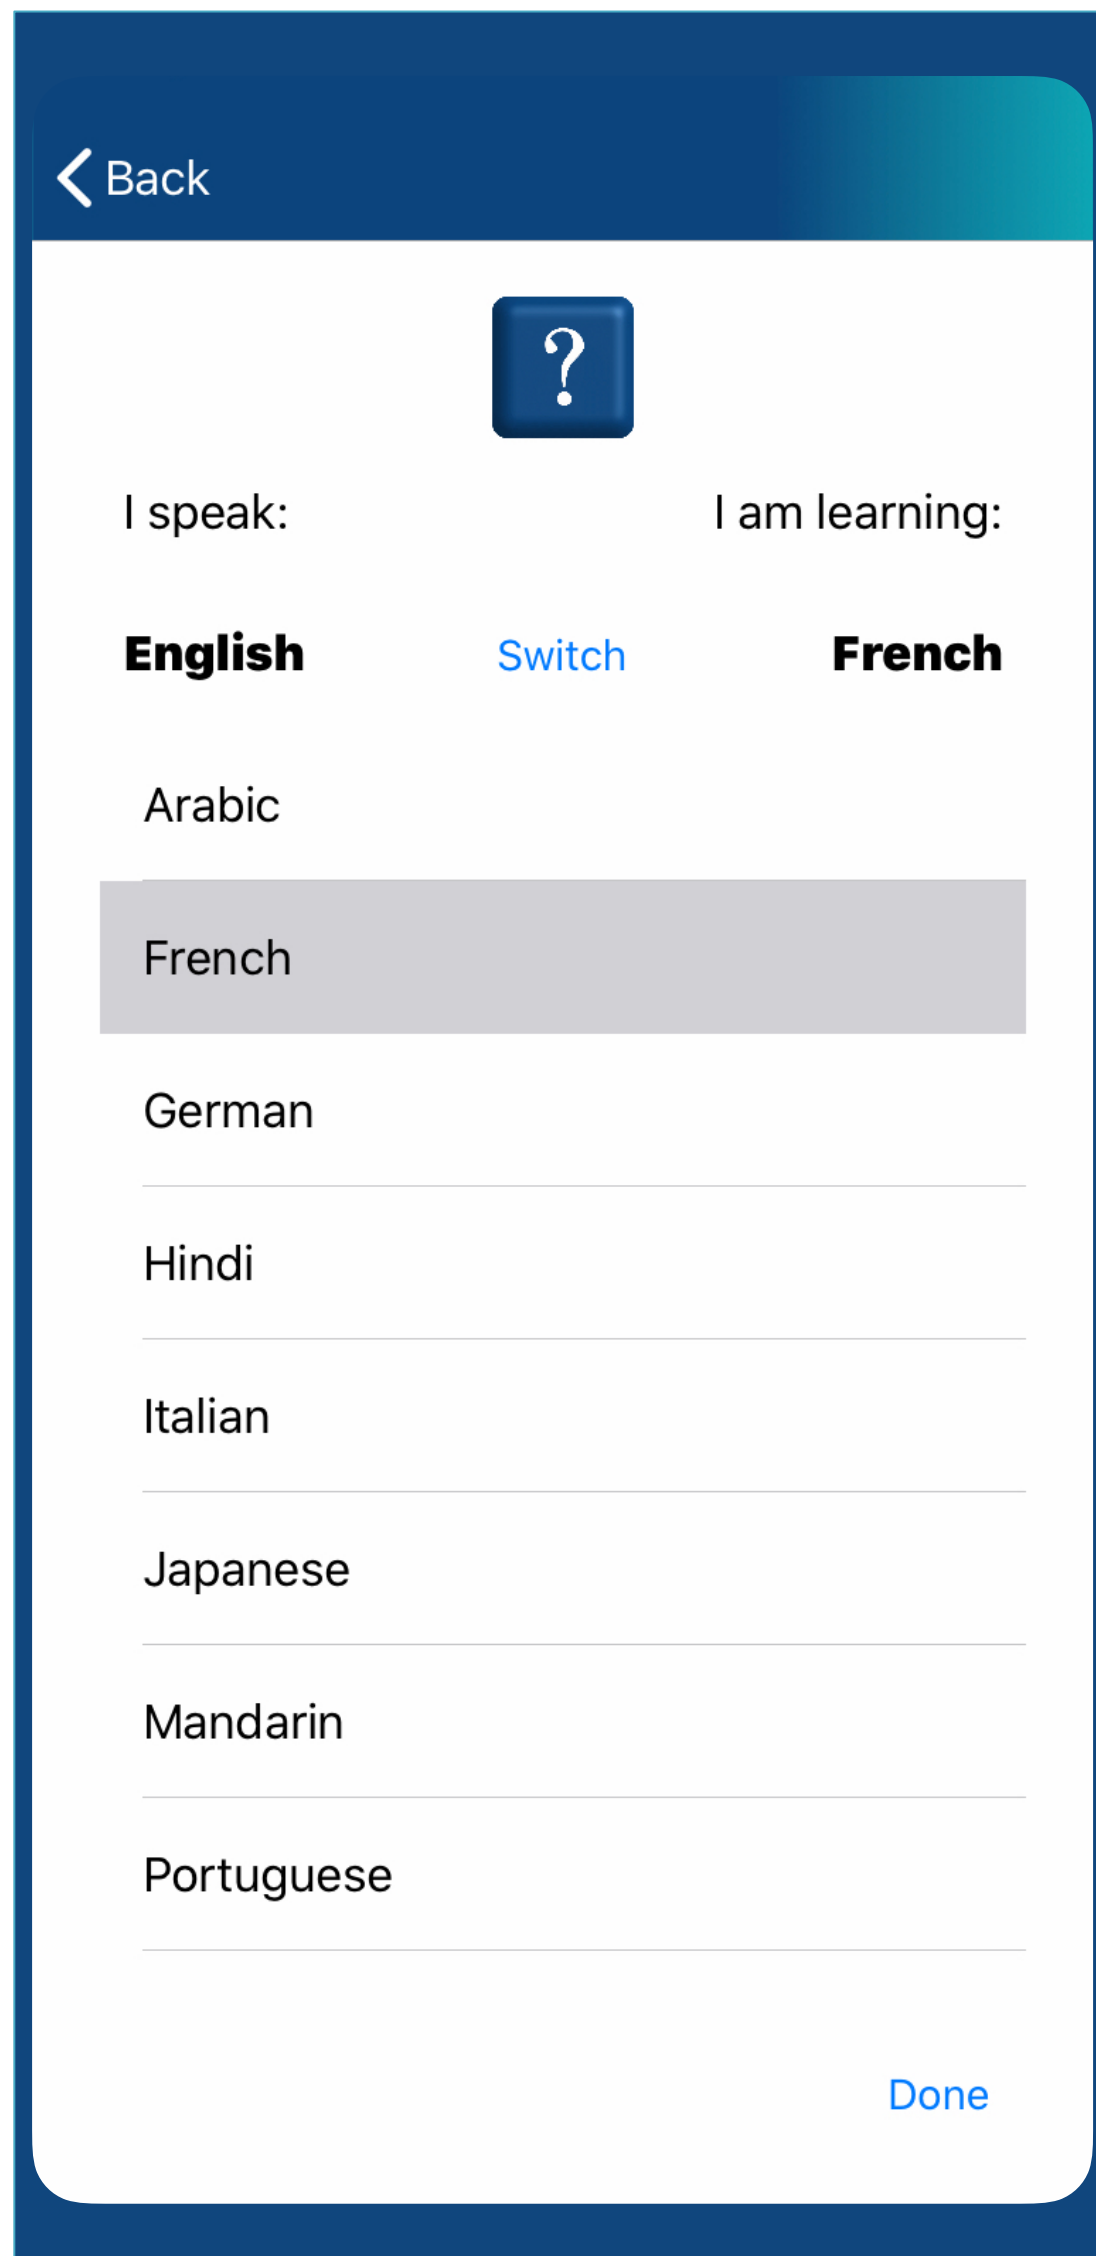 Back
?
I speak: I am learning:
English Switch French
Arabic
French
German
Hindi
Italian
Japanese
Mandarin
Portuguese
Done